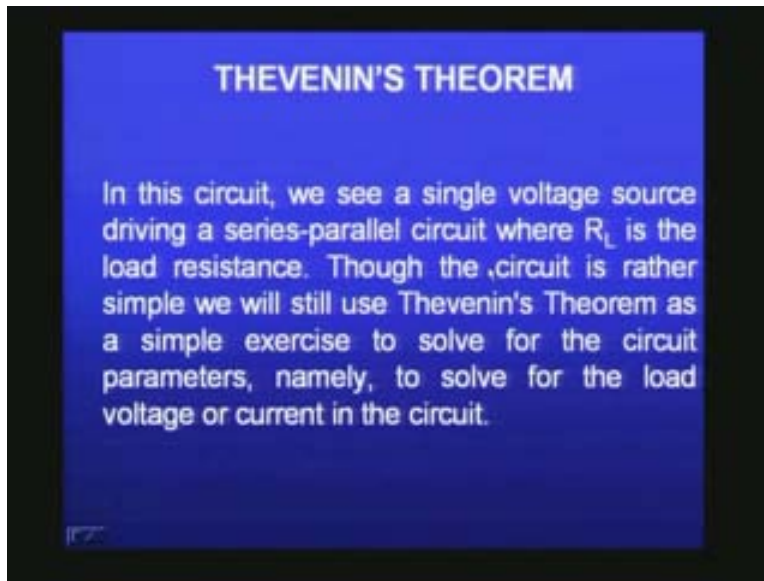 THEVENIN'S THEOREM
In this circuit, we see a single voltage source
driving a series-parallel circuit where R_L is the
load resistance. Though the circuit is rather
simple we will still use Thevenin's Theorem as
a simple exercise to solve for the circuit
parameters, namely, to solve for the load
voltage or current in the circuit.